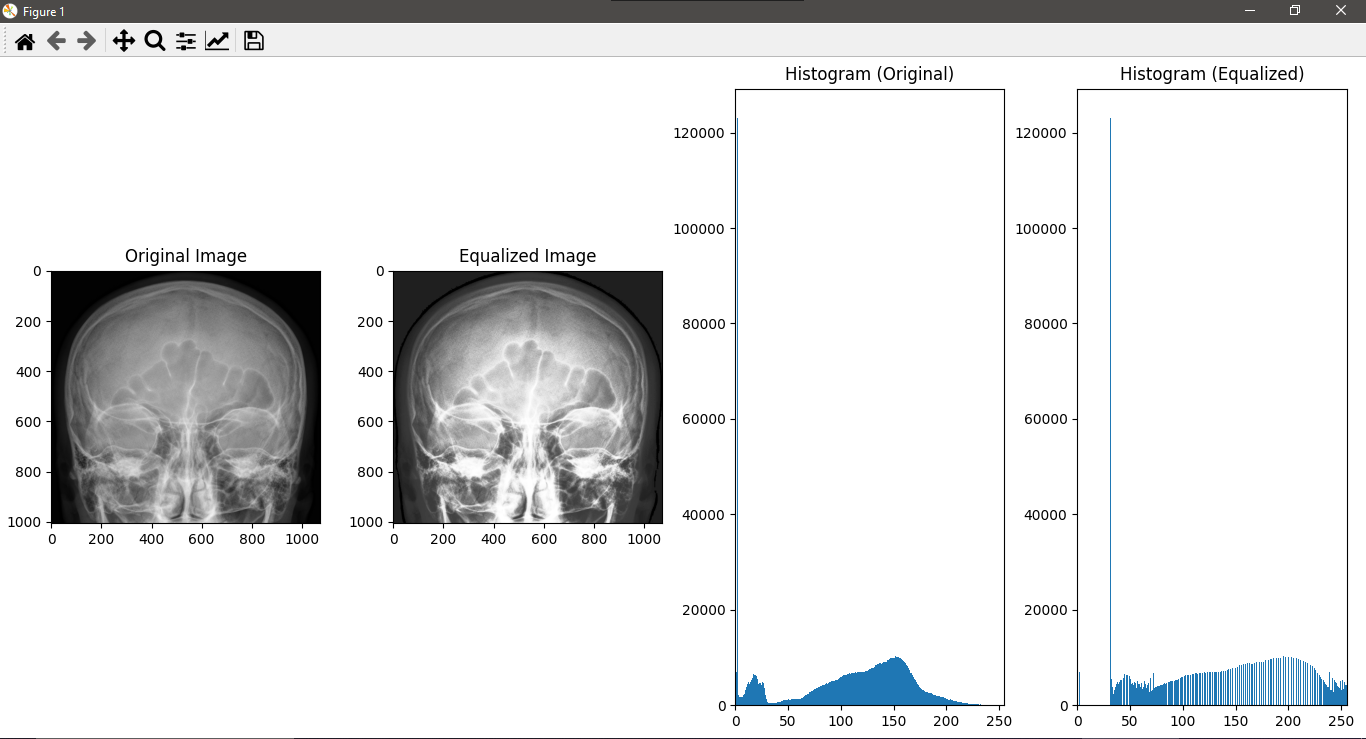 Figure 1
Original Image
0
200
400
600
800
1000
0 200 400 600 800 1000
Equalized Image
0
200
400
600
800
1000
0 200 400 600 800 1000
Histogram (Original)
120000
100000
80000
60000
40000
20000
0
0 50 100 150 200 250
Histogram (Equalized)
120000
100000
80000
60000
40000
20000
0
0 50 100 150 200 250